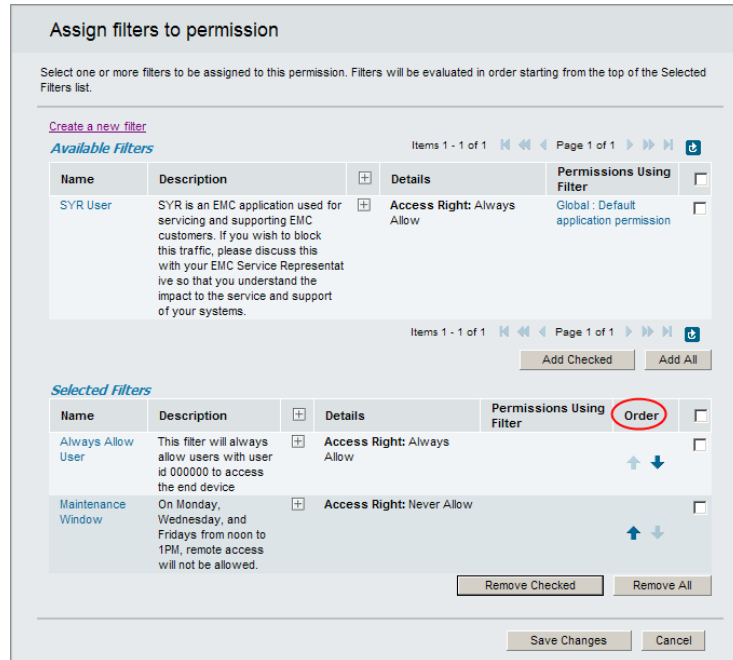 Assign filters to permission
Select one or more filters to be assigned to this permission. Filters will be evaluated in order starting from the top of the Selected
Filters list.
Create a new filter
Available Filters
Items 1 - 1 of 1 Page 1 of 1
Name Description Details Permissions Using
Filter
SYR User SYR is an EMC application used for Access Right: Always Global : Default
servicing and supporting EMC Allow application permission
customers. If you wish to block
this traffic, please discuss this
with your EMC Service Representat
ive so that you understand the
impact to the service and support
of your systems.
Items 1 - 1 of 1 Page 1 of 1
Add Checked Add All
Selected Filters
Name Description Details Permissions Using Order
Filter
Always Allow This filter will always Access Right: Always
User allow users with user Allow
id 000000 to access
the end device
Maintenance On Monday, Access Right: Never Allow
Window Wednesday, and
Fridays from noon to
1PM, remote access
will not be allowed.
Remove Checked Remove All
Save Changes Cancel